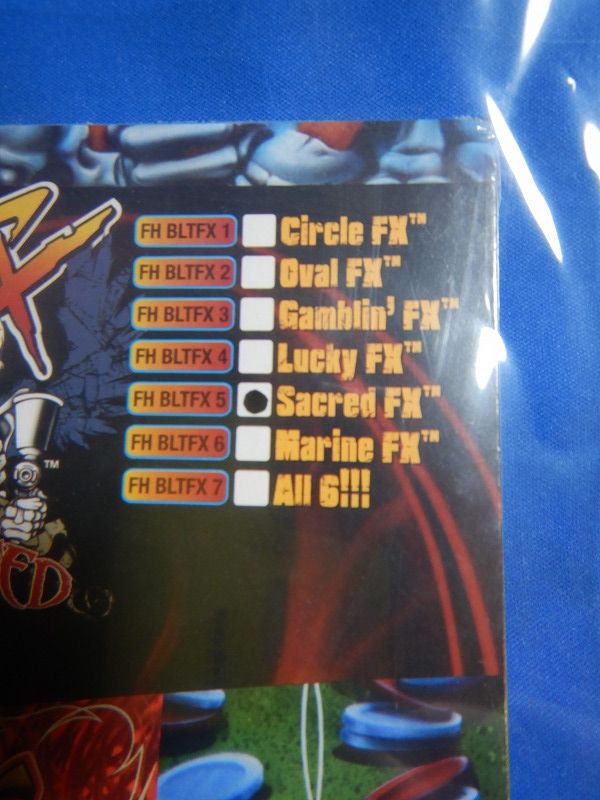 FH BLTFX 1 Circle FX™
FH BLTFX 2 Oval FX™
FH BLTFX 3 Gamblin' FX™
FH BLTFX 4 Lucky FX™
FH BLTFX 5 Sacred FX™
FH BLTFX 6 Marine FX™
FH BLTFX 7 All 6!!!
TM